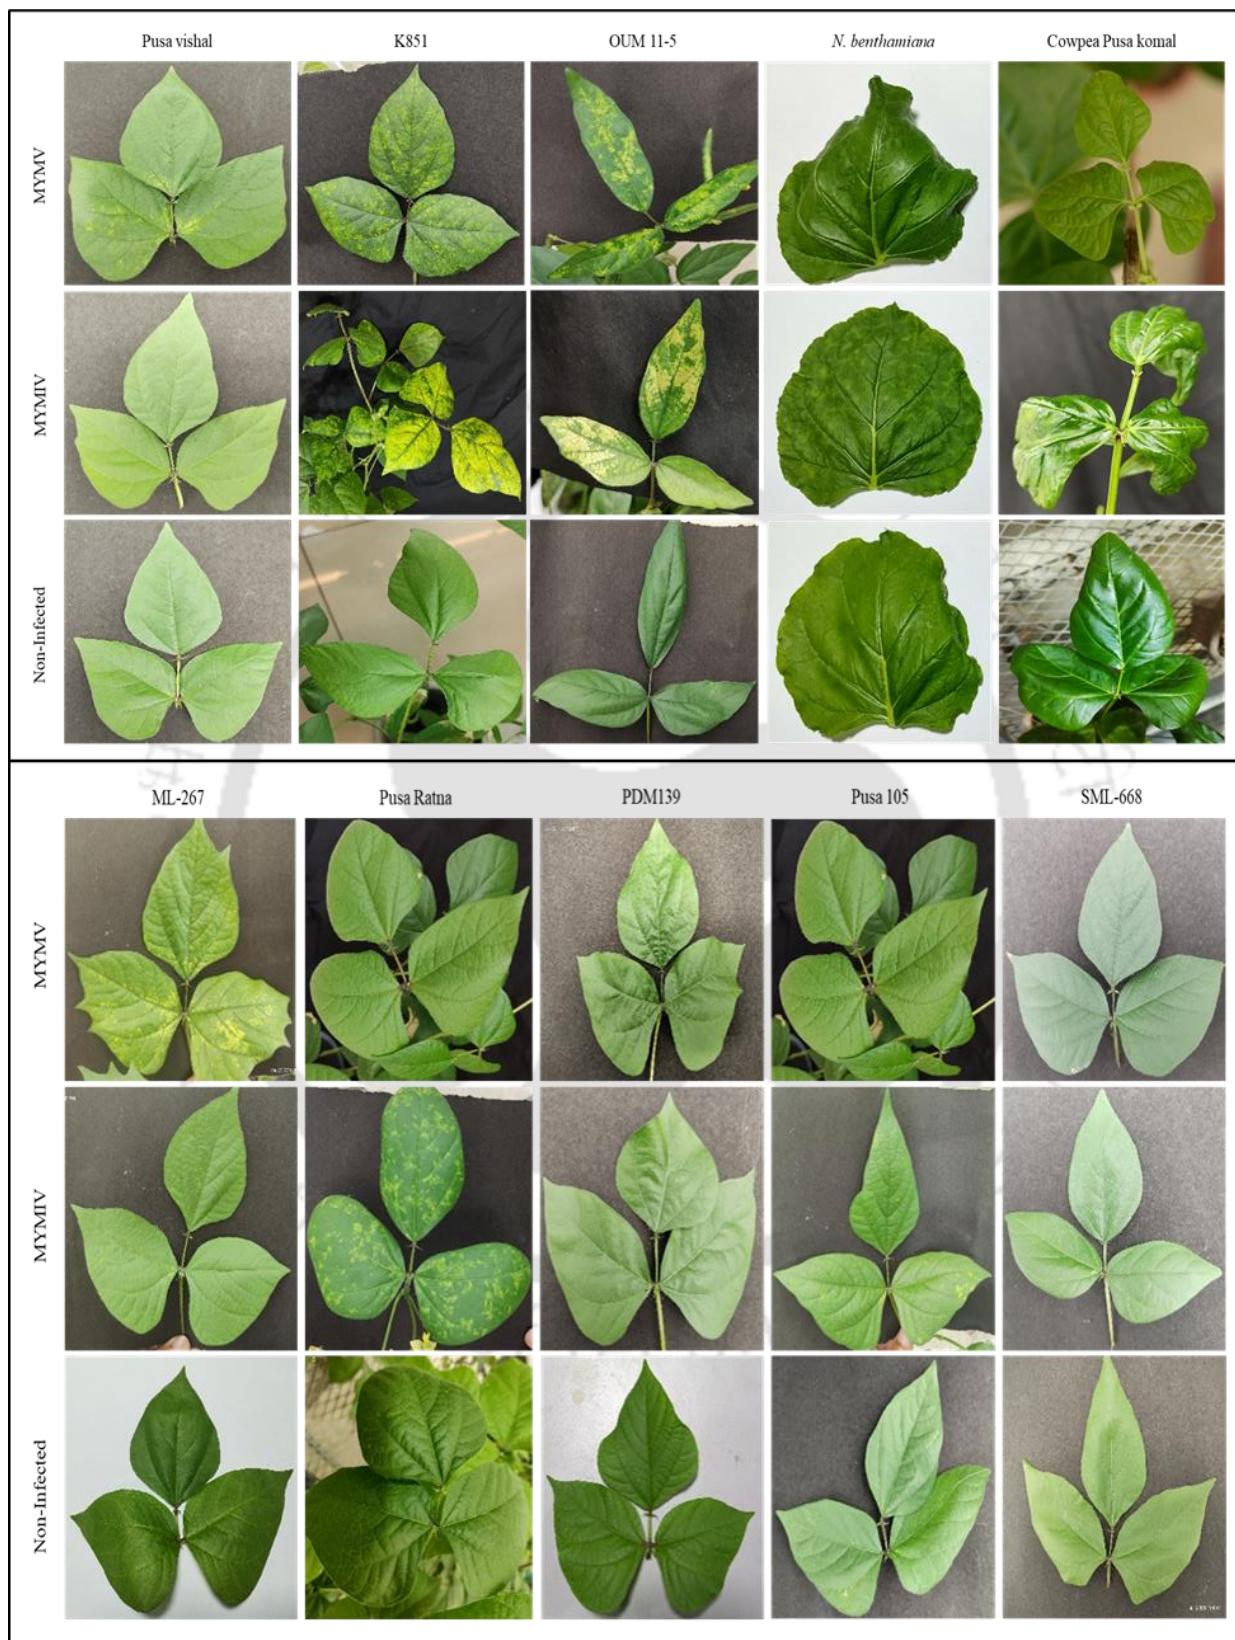 Pusa vishal K851 OUM 11-5 N. benthamiana Cowpea Pusa komal
MYMV
MYMIV
Non-Infected
ML-267 Pusa Ratna PDM139 Pusa 105 SML-668
MYMV
MYMIV
Non-Infected